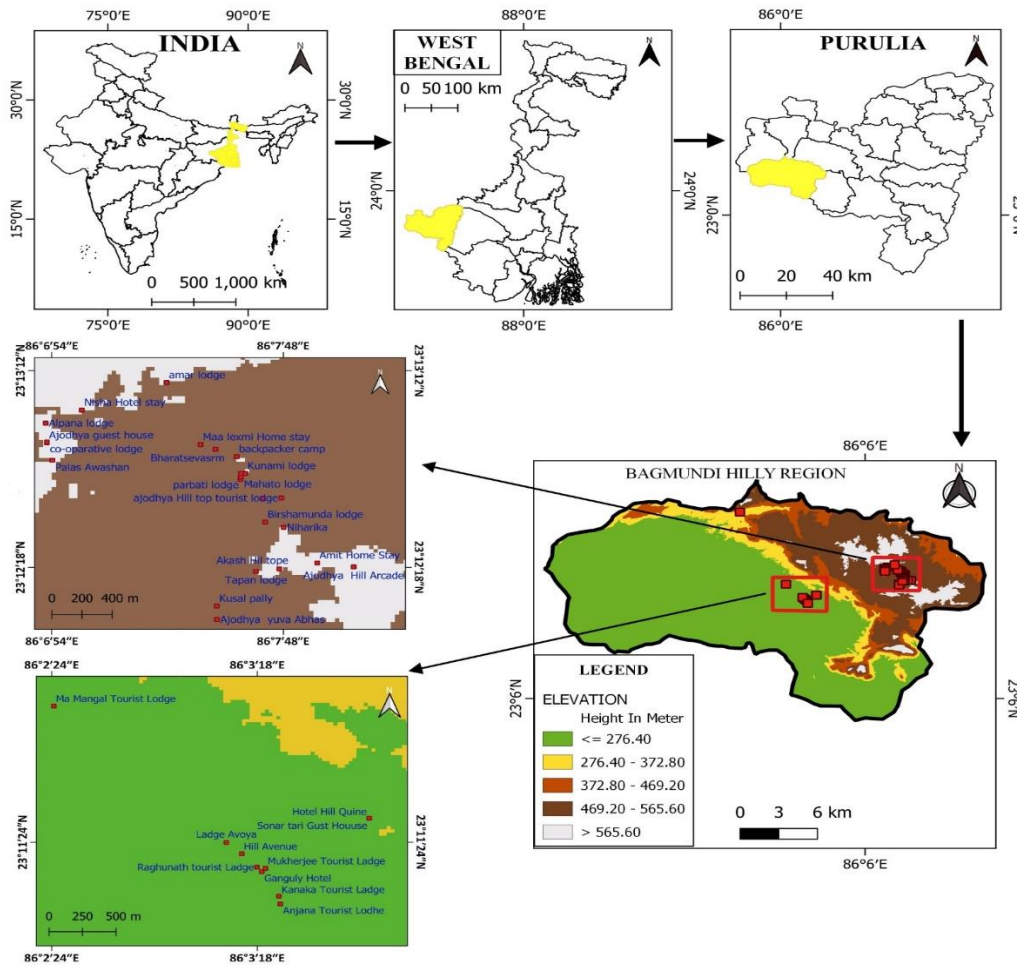 75°0'E
90°0'E
INDIA
N
30°0'N
30°0'N
15°0'N
15°0'N
0 500 1,000 km
75°0'E
90°0'E
88°0'E
WEST
BENGAL
N
0 50 100 km
24°0'N
24°0'N
88°0'E
86°0'E
PURULIA
N
23°0'N
0 20 40 km
86°0'E
86°6'54"E
86°7'48"E
23°13'12"N
23°13'12"N
N
amar lodge
Nisha Hotel stay
Alpana lodge
Ajodhya guest house
co-oparative lodge
Palas Awashan
Maa lexmi Home stay
backpacker camp
Bharatsevasrm
Kunami lodge
parbati lodge
Mahato lodge
ajodhya Hill top tourist lodge
Birshamunda lodge
Niharika
Akash Hil tope
Amit Home Stay
Tapan lodge
Ajudhya Hill Arcade
Kusal pally
Ajodhya yuva Abhas
23°12'18"N
23°12'18"N
0 200 400 m
86°6'54"E
86°7'48"E
86°2'24"E
86°3'18"E
N
Ma Mangal Tourist Lodge
Hotel Hill Quine
Sonar tari Gust Houuse
Ladge Avoya
Hill Avenue
Raghunath tourist Ladge
Mukherjee Tourist Ladge
Ganguly Hotel
Kanaka Tourist Ladge
Anjana Tourist Lodhe
23°11'24"N
23°11'24"N
0 250 500 m
86°2'24"E
86°3'18"E
86°6'E
BAGMUNDI HILLY REGION
N
23°6'N
23°6'N
LEGEND
ELEVATION
Height In Meter
<= 276.40
276.40 - 372.80
372.80 - 469.20
469.20 - 565.60
> 565.60
0 3 6 km
86°6'E